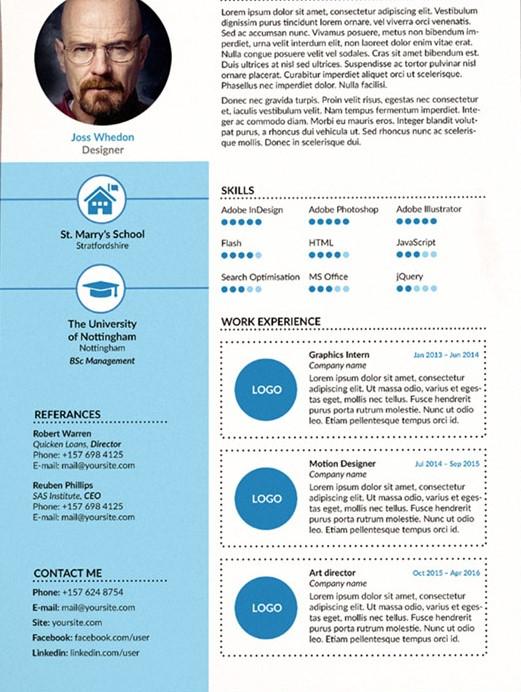 Joss Whedon
Designer
St. Marry's School
Stratfordshire
The University
of Nottingham
Nottingham
BSc Management
REFERANCES
Robert Warren
Quicken Loans, Director
Phone: +157 698 4125
E-mail: mail@yoursite.com
Reuben Phillips
SAS Institute, CEO
Phone: +157 698 4125
E-mail: mail@yoursite.com
CONTACT ME
Phone: +157 624 8754
E-mail: mail@yoursite.com
Site: yoursite.com
Facebook: facebook.com/user
Linkedin: linkedin.com/user
Lorem ipsum dolor sit amet, consectetur adipiscing elit. Vestibulum
dignissim purus tincidunt lorem ornare, vel viverra orci venenatis.
Sed ac accumsan nunc. Vivamus posuere, metus non bibendum im-
perdiet, urna velit interdum elit, non laoreet dolor enim vitae erat.
Nulla congue posuere velit vel sodales. Cras sit amet bibendum elit.
Duis ultrices at nisl sed ultrices. Suspendisse ac tortor pulvinar nisl
ornare placerat. Curabitur imperdiet aliquet orci ut scelerisque.
Phasellus nec imperdiet dolor. Nulla facilisi.
Donec nec gravida turpis. Proin velit risus, egestas nec consectetur
et, iaculis vestibulum velit. Nam tempus fermentum imperdiet. Inte-
ger ac commodo diam. Morbi eu mauris eros. Integer blandit volut-
pat purus, a rhoncus dui vehicula ut. Sed rhoncus nunc ac sceleris-
que mollis. Donec in scelerisque dui.
SKILLS
Adobe InDesign Adobe Photoshop Adobe Illustrator
Flash HTML JavaScript
Search Optimisation MS Office jQuery
WORK EXPERIENCE
LOGO
Graphics Intern Jan 2013 – Jun 2014
Company name
Lorem ipsum dolor sit amet, consectetur
adipiscing elit. Ut massa odio, varius et eges-
tas eget, mollis nec tellus. Fusce hendrerit
purus porta rutrum molestie. Nunc ut odio
leo. Etiam pellentesque tempus orci id.
LOGO
Motion Designer Jul 2014 – Sep 2015
Company name
Lorem ipsum dolor sit amet, consectetur
adipiscing elit. Ut massa odio, varius et eges-
tas eget, mollis nec tellus. Fusce hendrerit
purus porta rutrum molestie. Nunc ut odio
leo. Etiam pellentesque tempus orci id.
LOGO
Art director Oct 2015 – Apr 2016
Company name
Lorem ipsum dolor sit amet, consectetur
adipiscing elit. Ut massa odio, varius et eges-
tas eget, mollis nec tellus. Fusce hendrerit
purus porta rutrum molestie. Nunc ut odio
leo. Etiam pellentesque tempus orci id.